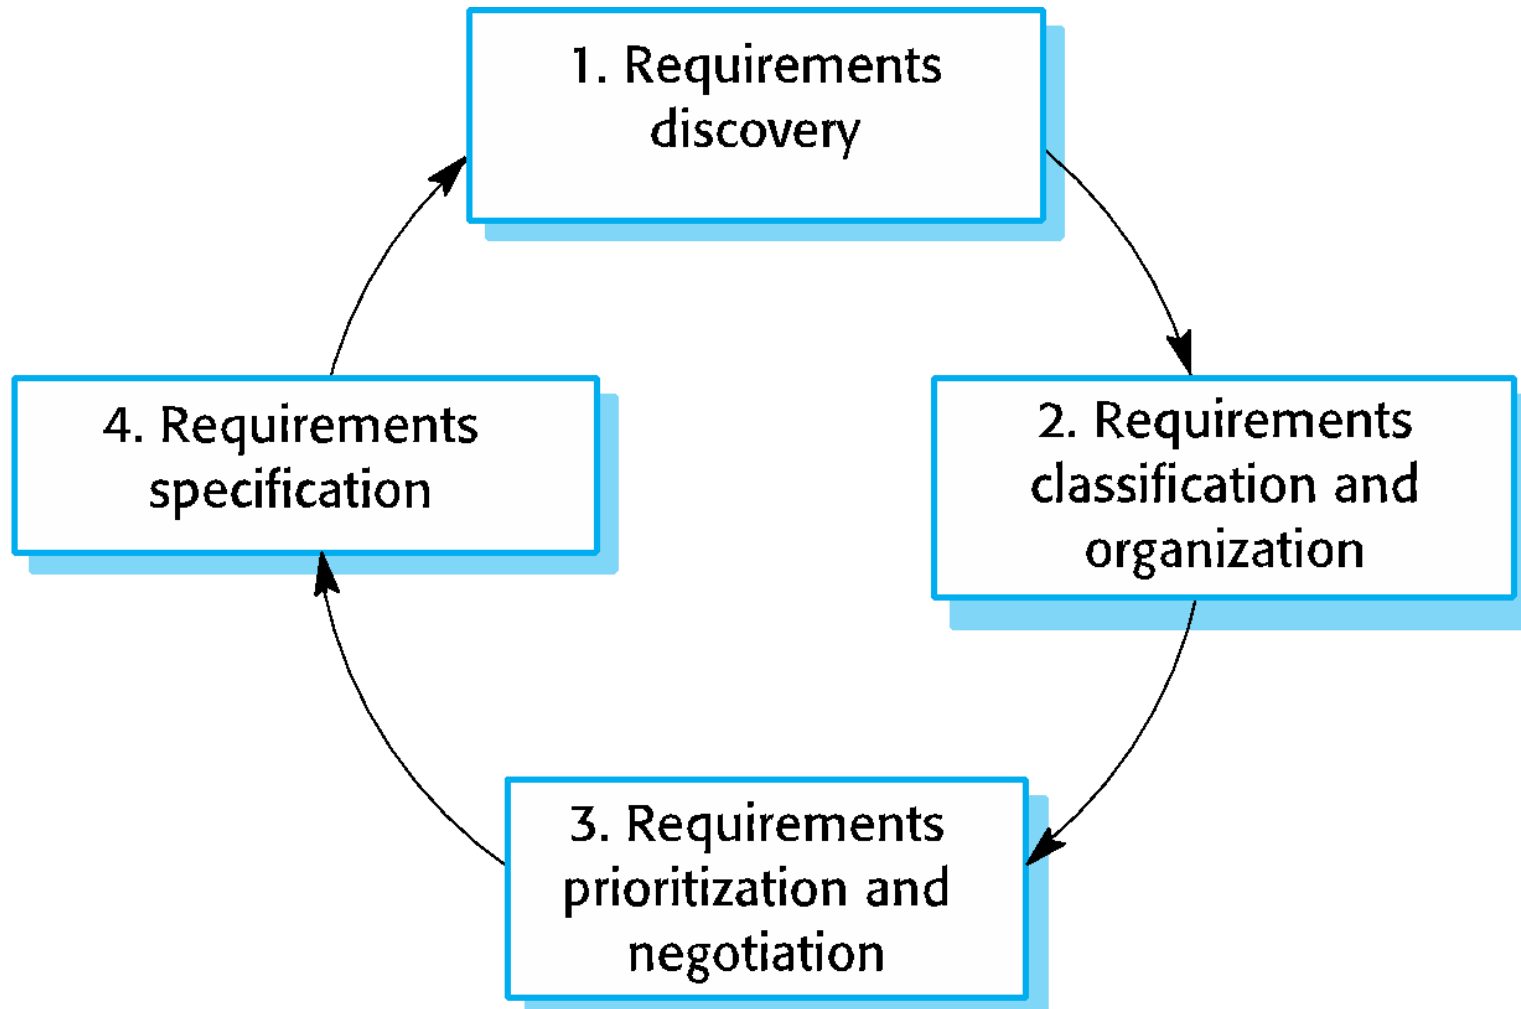 1. Requirements
discovery
2. Requirements
classification and
organization
3. Requirements
prioritization and
negotiation
4. Requirements
specification